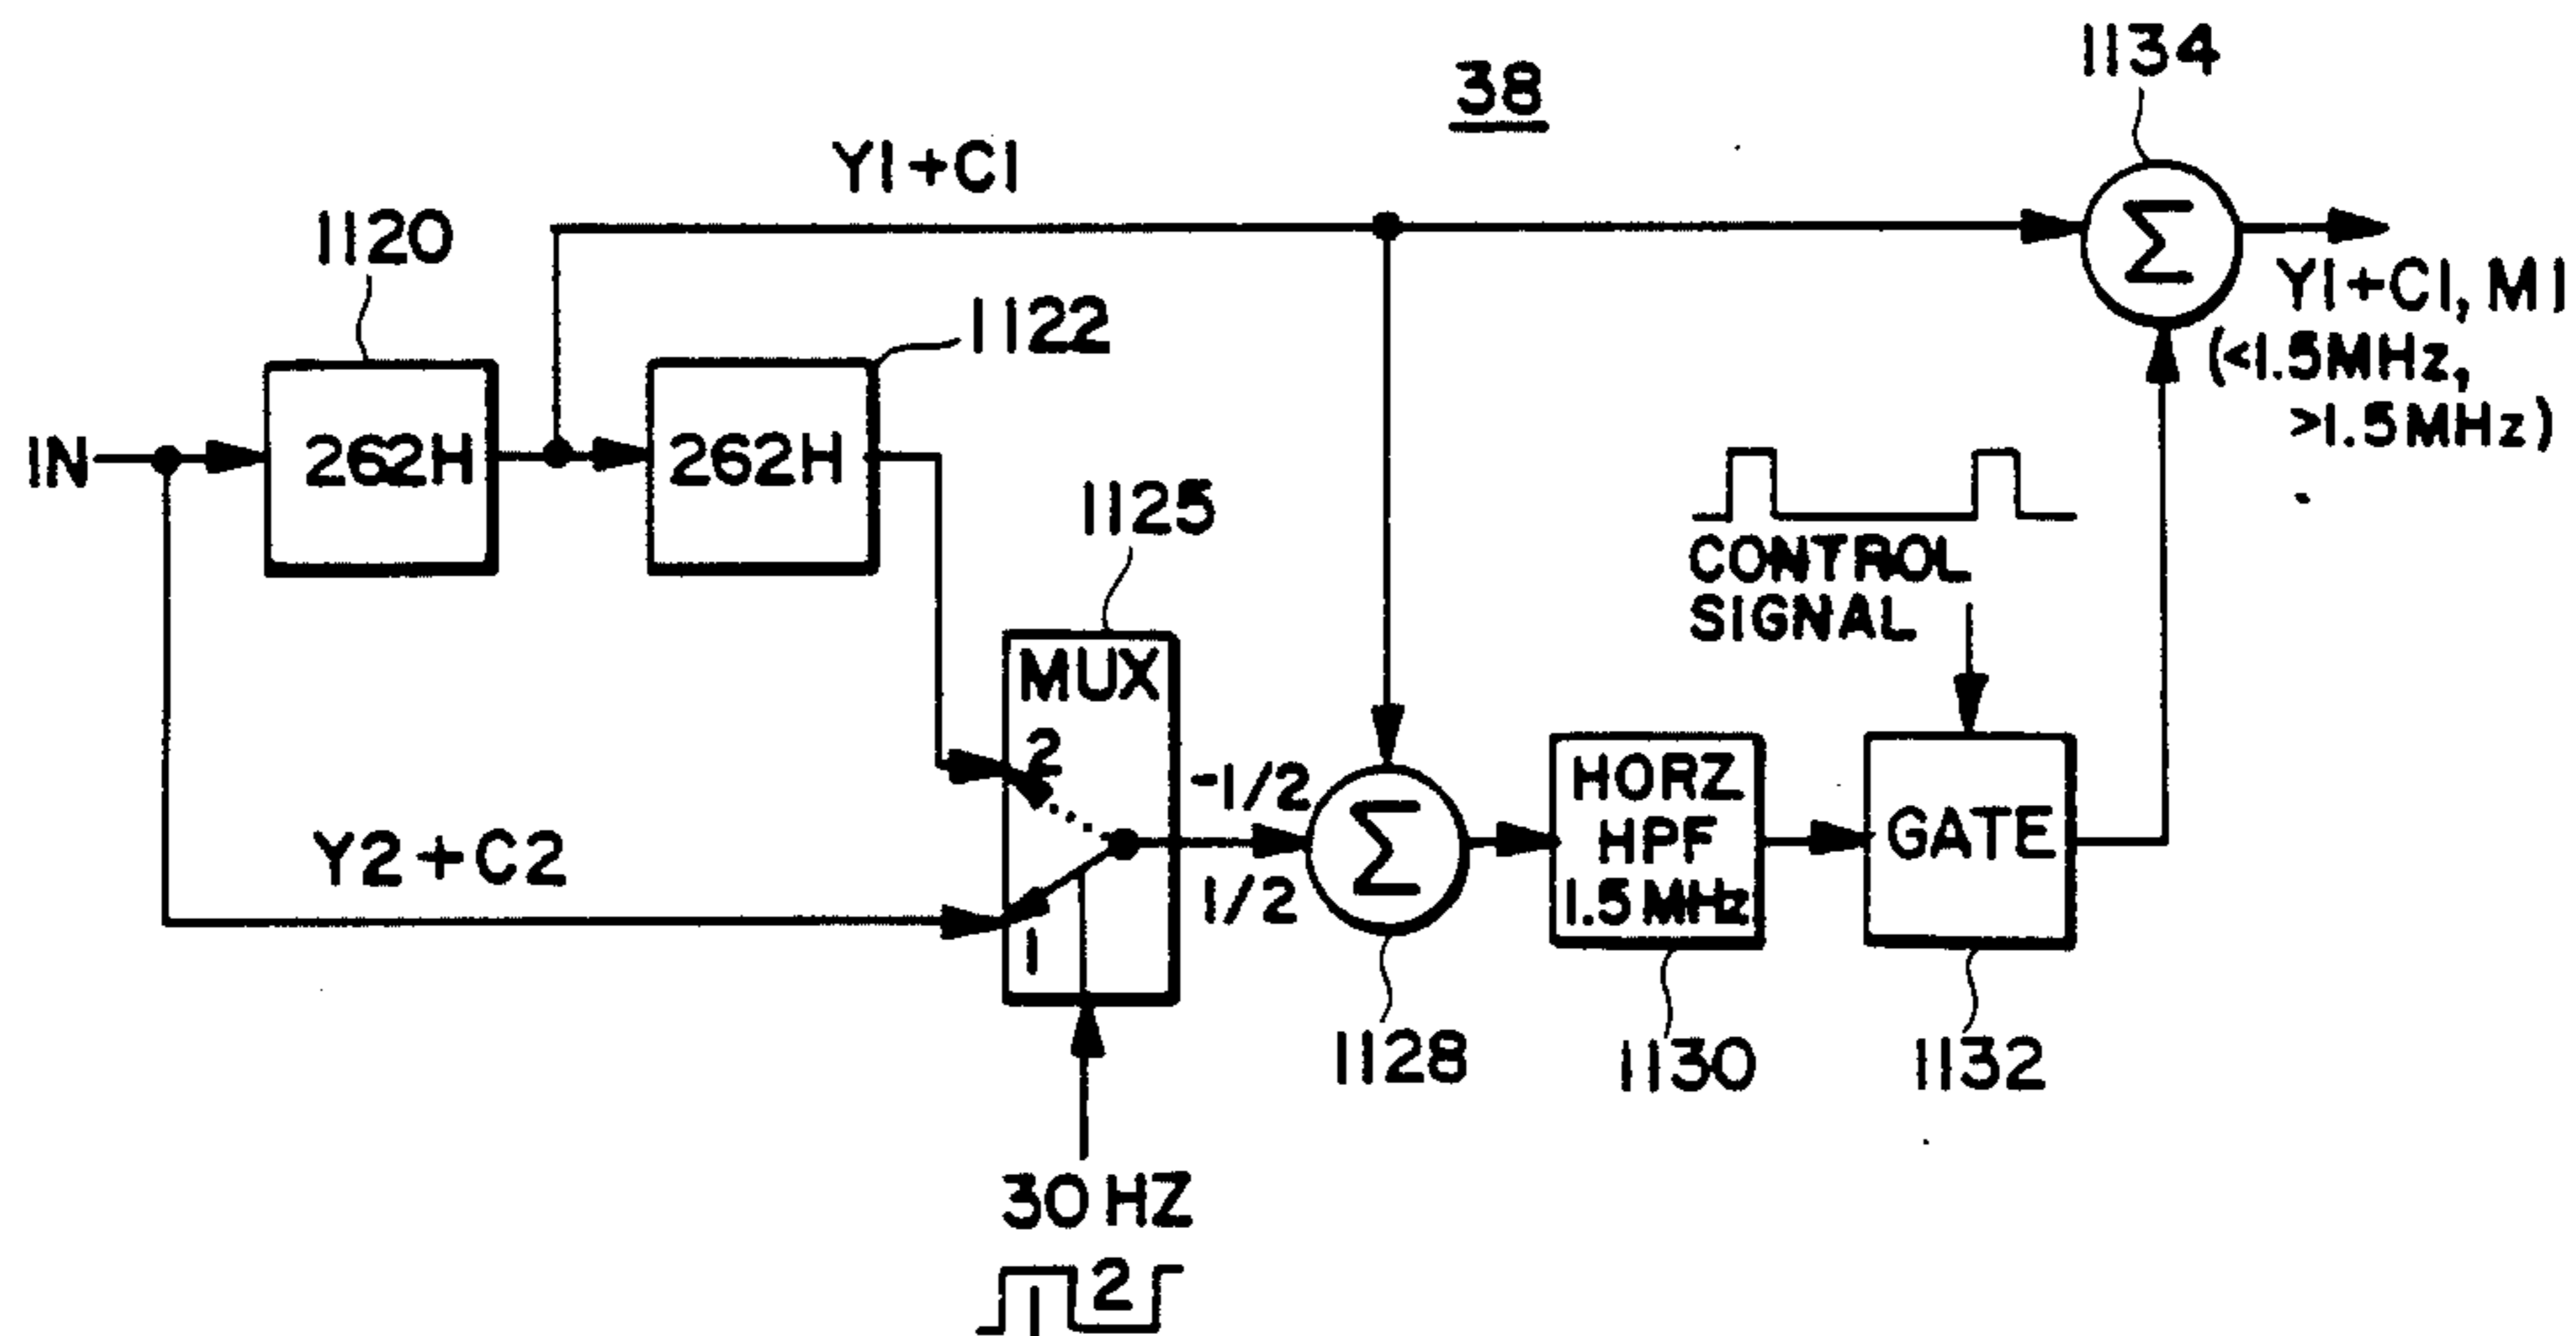 38
1134
Y1+C1
1120
1122
Y1+C1, M1
(<1.5MHz,
>1.5MHz)
IN
262H
262H
1125
CONTROL
SIGNAL
MUX
2
-1/2
HORZ
HPF
1.5MHz
GATE
Y2+C2
1/2
1
1128
1130
1132
30 HZ
1
2